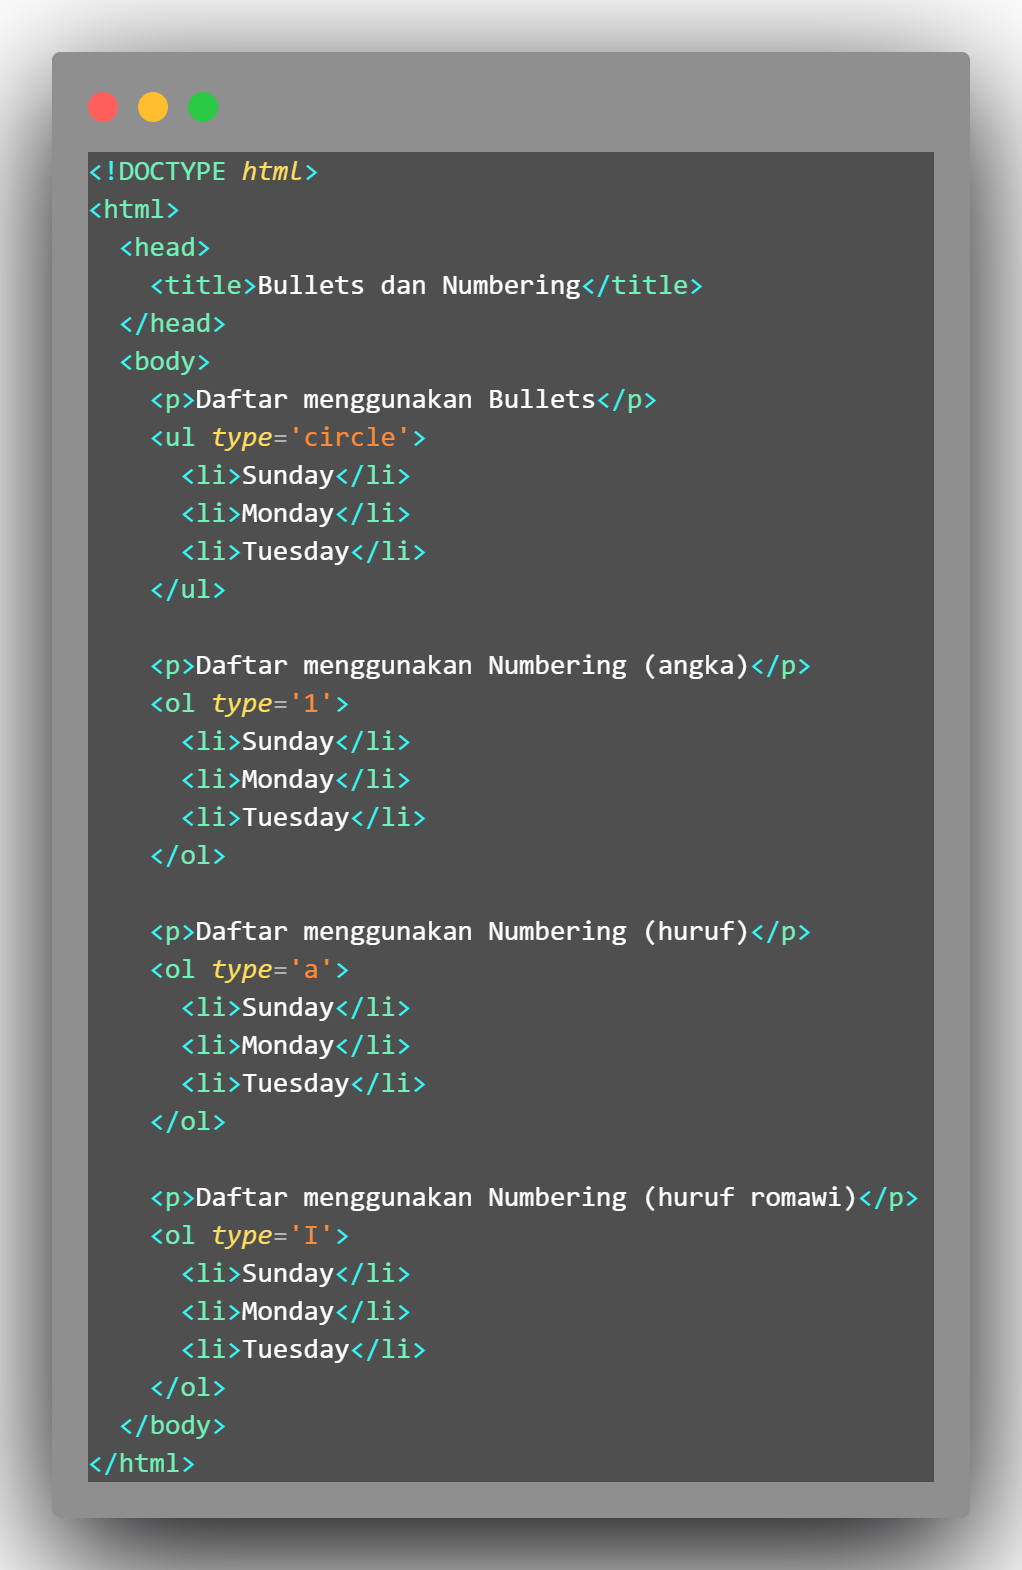 <!DOCTYPE html>
<html>
  <head>
    <title>Bullets dan Numbering</title>
  </head>
  <body>
    <p>Daftar menggunakan Bullets</p>
    <ul type='circle'>
      <li>Sunday</li>
      <li>Monday</li>
      <li>Tuesday</li>
    </ul>

    <p>Daftar menggunakan Numbering (angka)</p>
    <ol type='1'>
      <li>Sunday</li>
      <li>Monday</li>
      <li>Tuesday</li>
    </ol>

    <p>Daftar menggunakan Numbering (huruf)</p>
    <ol type='a'>
      <li>Sunday</li>
      <li>Monday</li>
      <li>Tuesday</li>
    </ol>

    <p>Daftar menggunakan Numbering (huruf romawi)</p>
    <ol type='I'>
      <li>Sunday</li>
      <li>Monday</li>
      <li>Tuesday</li>
    </ol>
  </body>
</html>